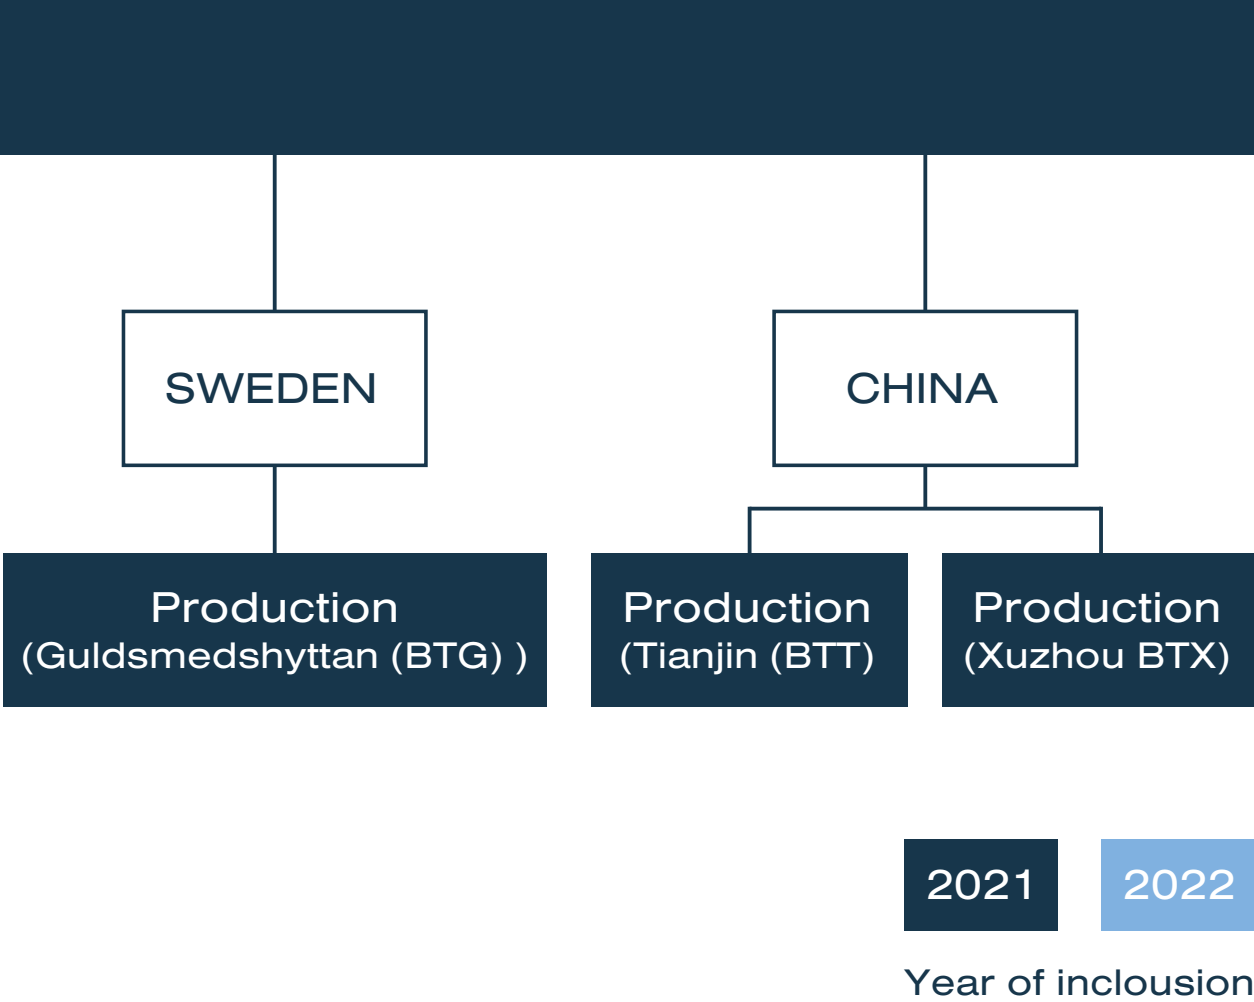 SWEDEN
CHINA
Production
(Guldsmedshyttan (BTG) )
Production
(Tianjin (BTT)
Production
(Xuzhou BTX)
2021
2022
Year of inclousion